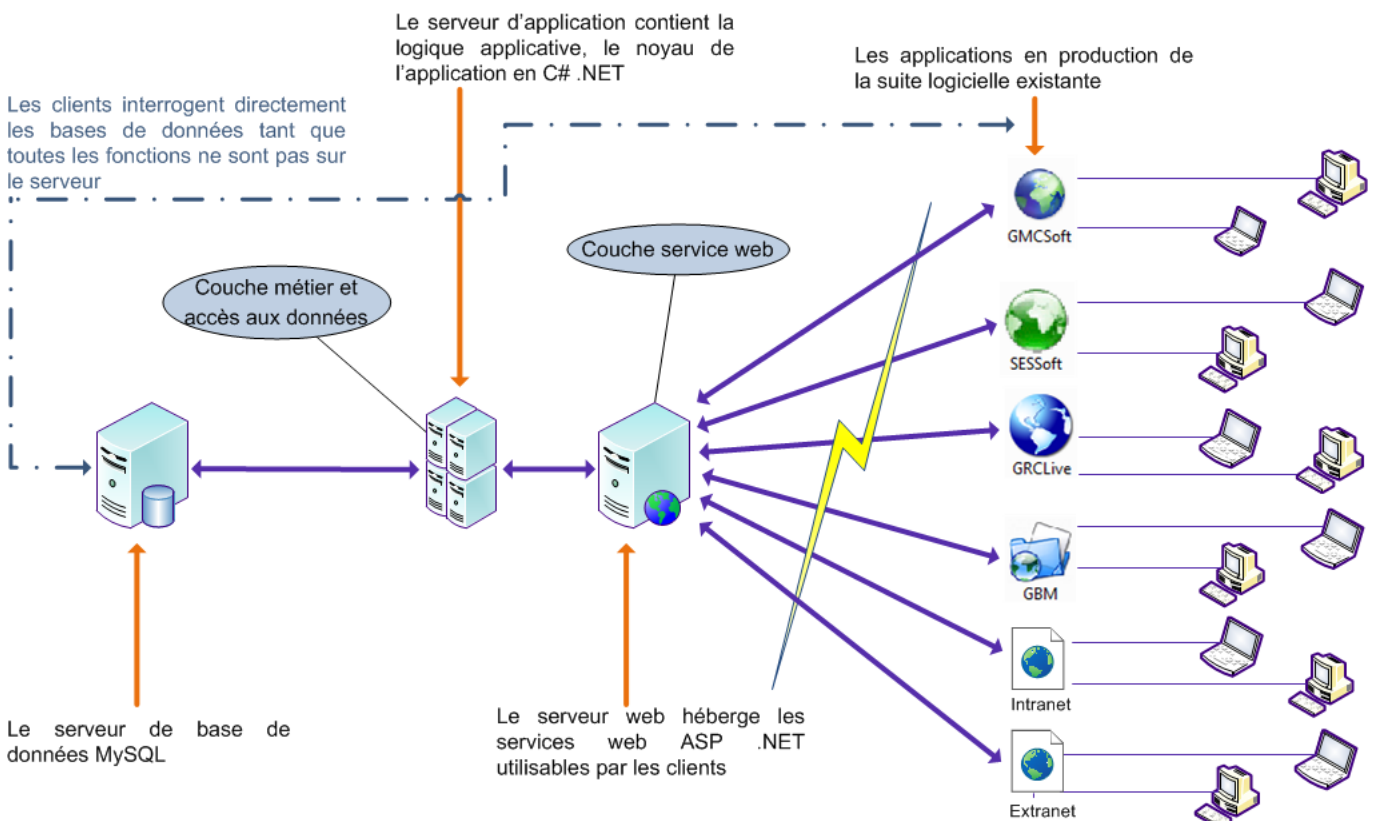 Le serveur d'application contient la
logique applicative, le noyau de
l'application en C# .NET
Les applications en production de
la suite logicielle existante
Les clients interrogent directement
les bases de données tant que
toutes les fonctions ne sont pas sur
le serveur
GMCSoft
Couche service web
Couche métier et
accès aux données
SESSoft
GRCLive
GBM
Intranet
Le serveur de base de
données MySQL
Le serveur web héberge les
services web ASP .NET
utilisables par les clients
Extranet